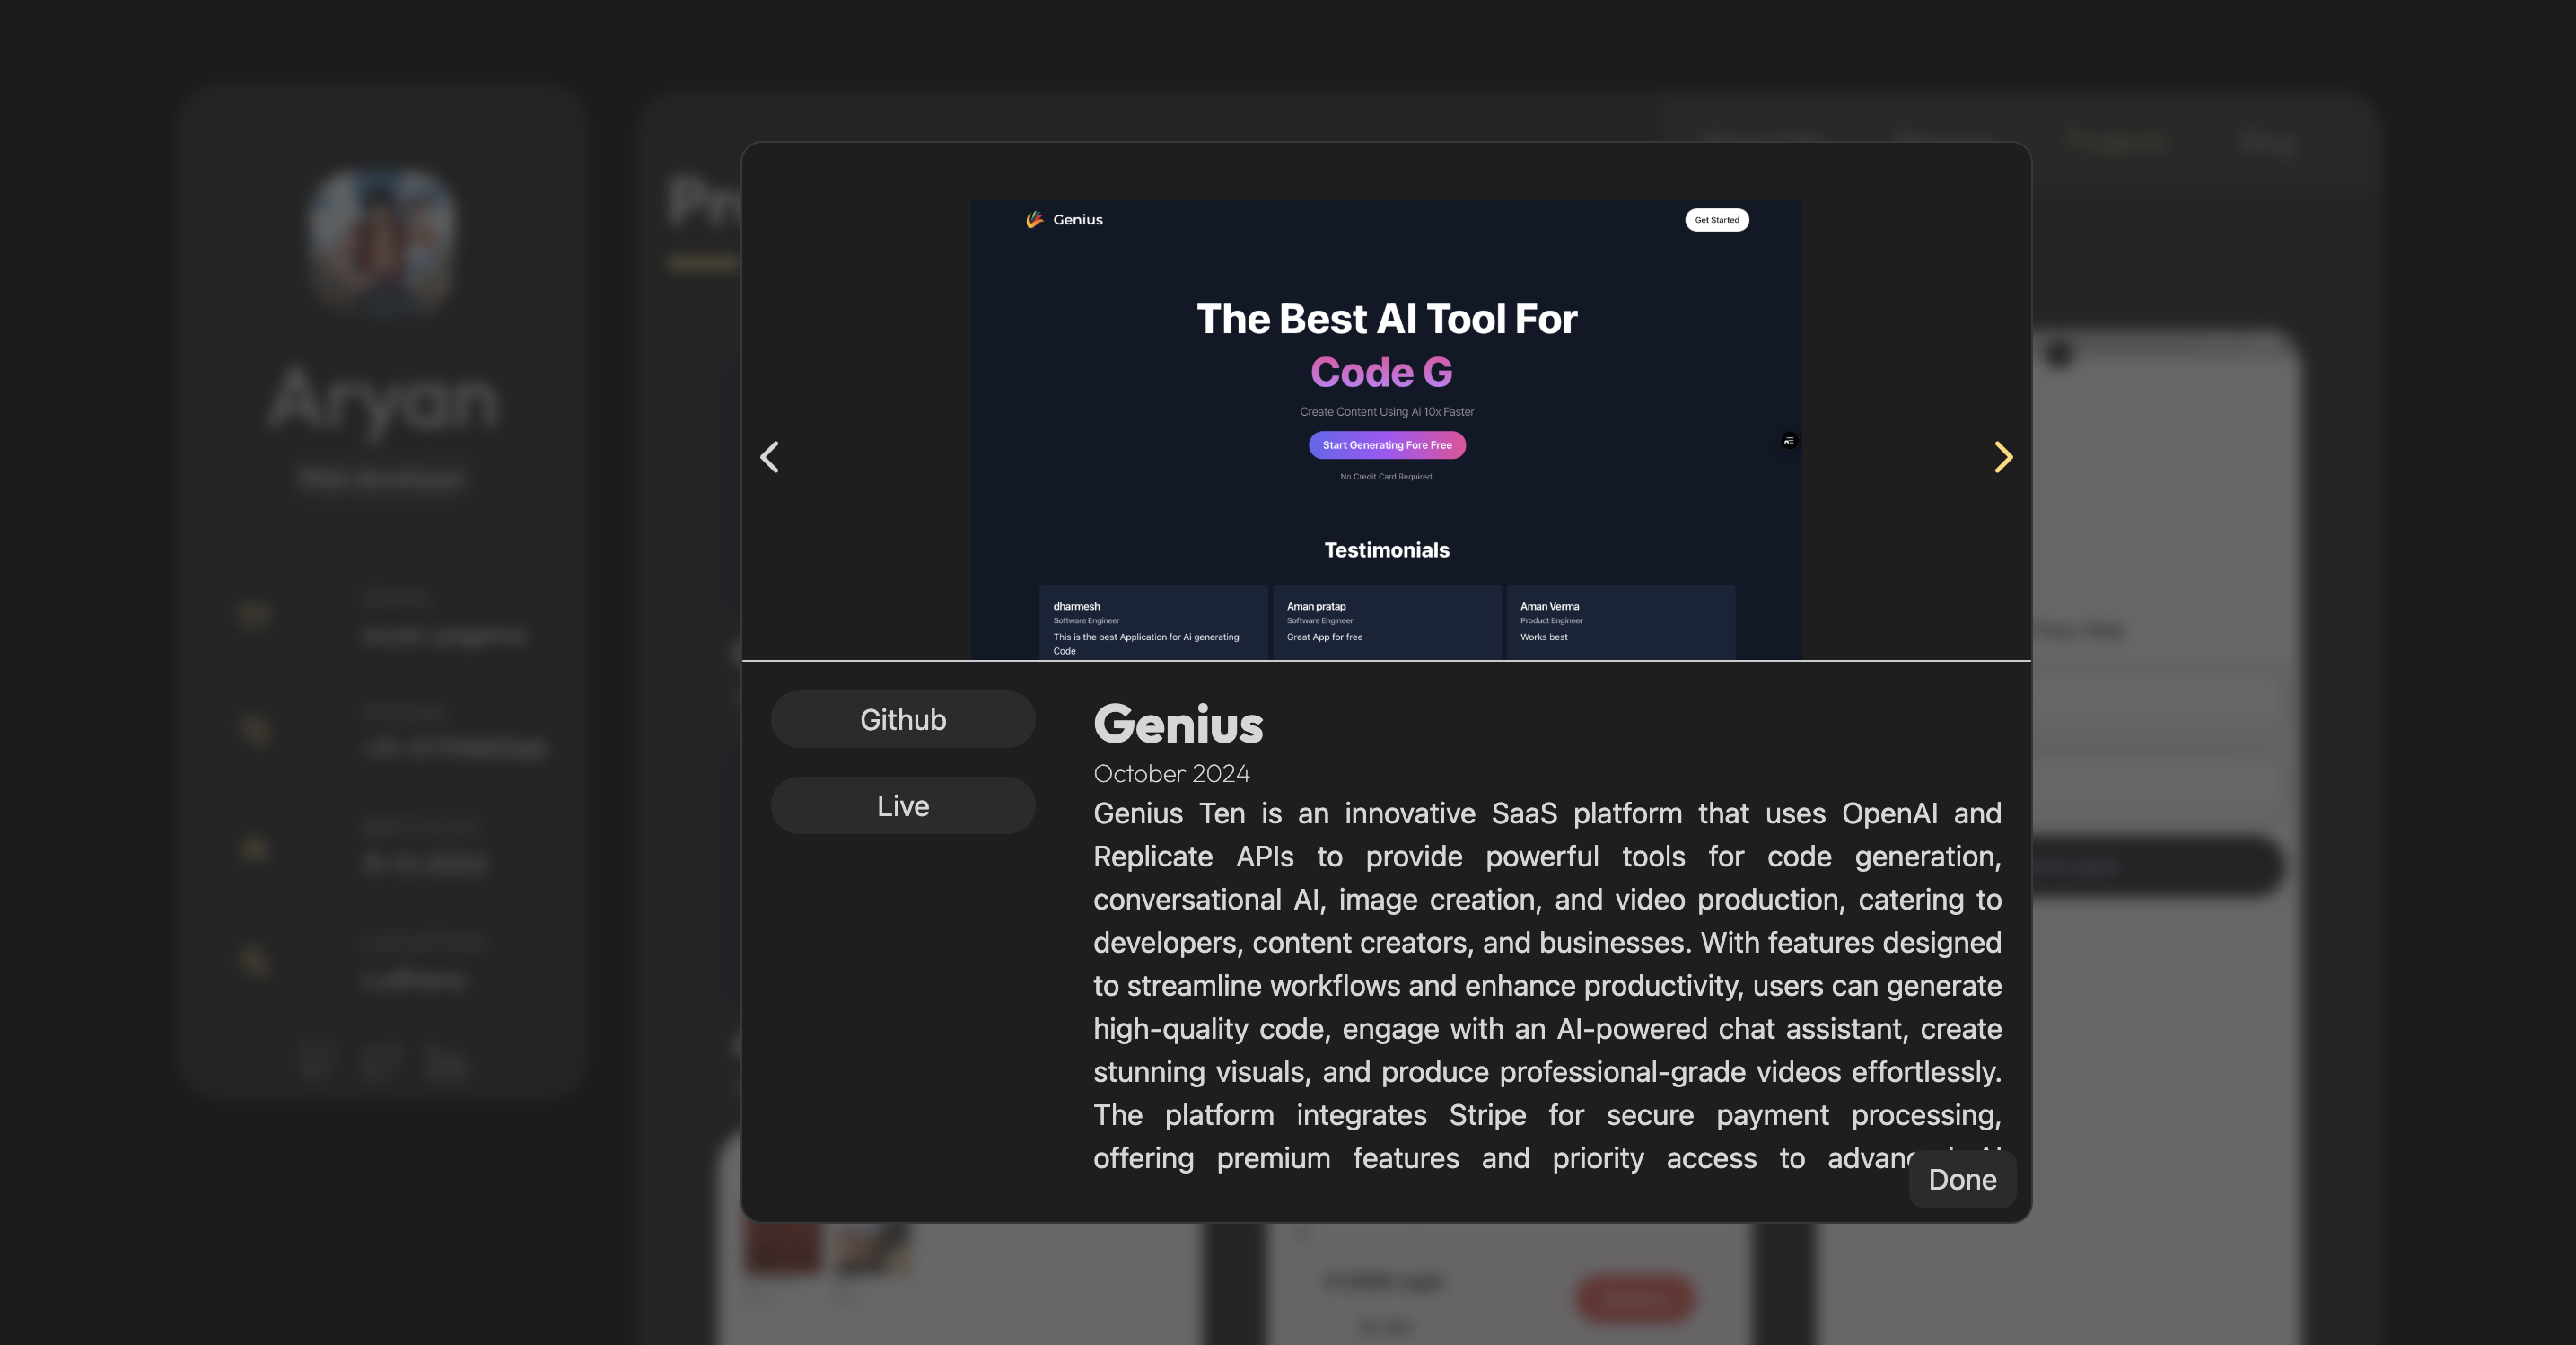 Genius
Get Started
The Best AI Tool For
Code G
Create Content Using Ai 10x Faster
Start Generating Fore Free
No Credit Card Required.
Testimonials
dharmesh
Software Engineer
This is the best Application for Ai generating
Code
Aman pratap
Software Engineer
Great App for free
Aman Verma
Product Engineer
Works best
Github
Live
Genius
October 2024
Genius Ten is an innovative SaaS platform that uses OpenAI and
Replicate APIs to provide powerful tools for code generation,
conversational AI, image creation, and video production, catering to
developers, content creators, and businesses. With features designed
to streamline workflows and enhance productivity, users can generate
high-quality code, engage with an AI-powered chat assistant, create
stunning visuals, and produce professional-grade videos effortlessly.
The platform integrates Stripe for secure payment processing,
offering premium features and priority access to
Done
Aryan
Web developer
Projects
Blog